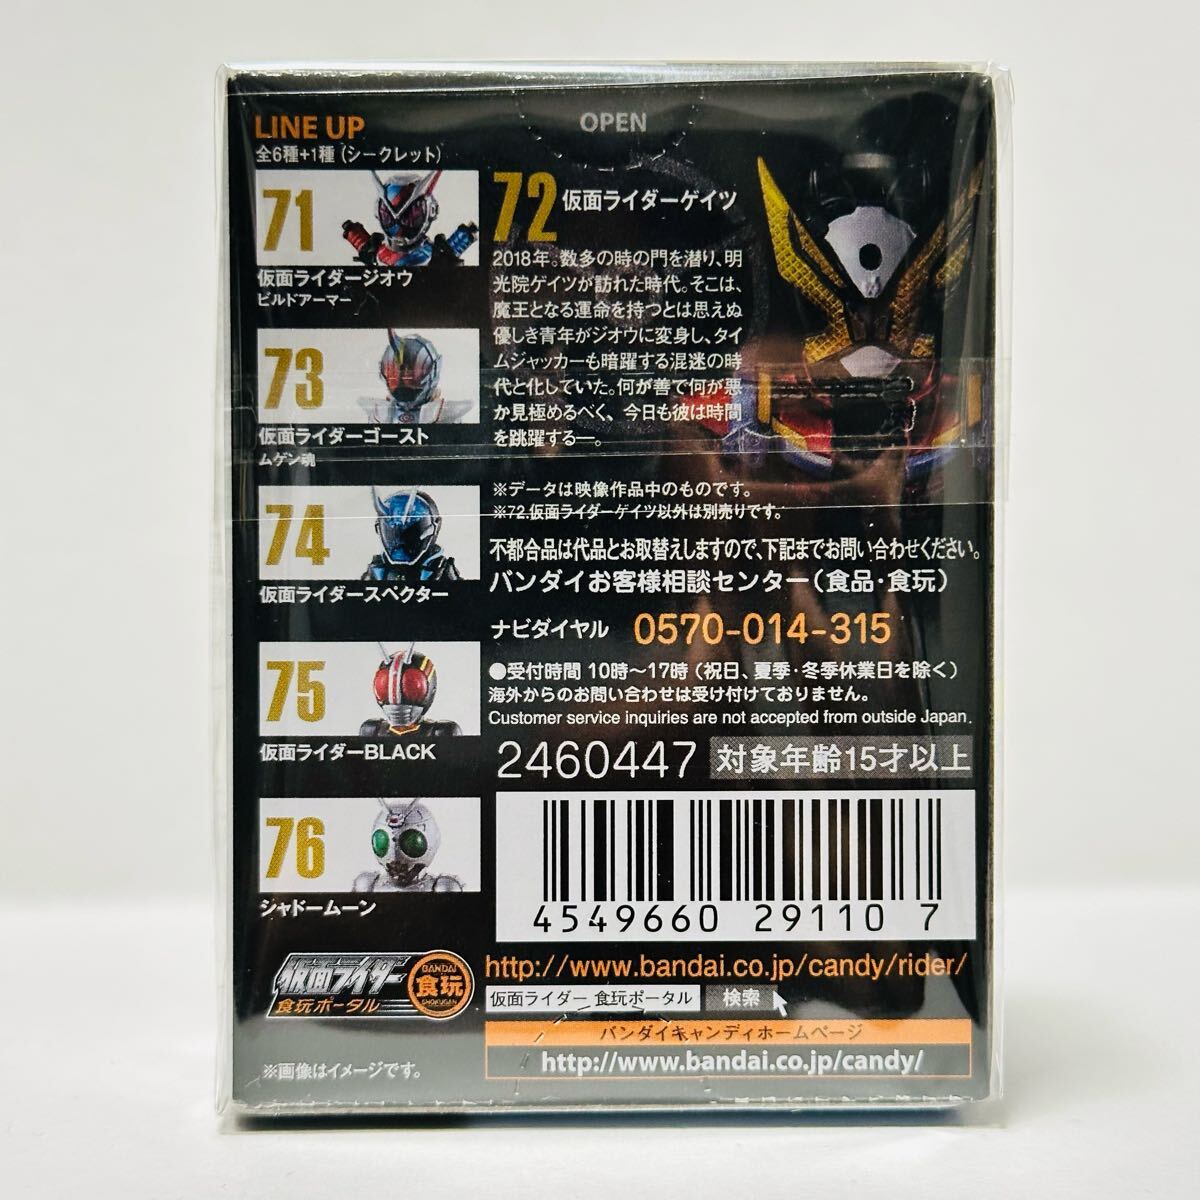 LINE UP
全6種+1種 (シークレット)
OPEN
71
仮面ライダージオウ
ビルドアーマー
73
仮面ライダーゴースト
ムゲン魂
74
仮面ライダースペクター
75
仮面ライダーBLACK
76
シャドームーン
72 仮面ライダーゲイツ
2018年。数多の時の門を潜り、明
光院ゲイツが訪れた時代。そこは、
魔王となる運命を持つとは思えぬ
優しき青年がジオウに変身し、タイ
ムジャッカーも暗躍する混迷の時
代と化していた。何が善で何が悪
か見極めるべく、今日も彼は時間
を跳躍する―。
※データは映像作品中のものです。
※72.仮面ライダーゲイツ以外は別売りです。
不都合品は代品とお取替えしますので、下記までお問い合わせください。
バンダイお客様相談センター(食品・食玩)
ナビダイヤル 0570-014-315
●受付時間 10時～17時 (祝日、夏季・冬季休業日を除く)
海外からのお問い合わせは受け付けておりません。
Customer service inquiries are not accepted from outside Japan.
2460447 対象年齢15才以上
4549660 29110 7
仮面ライダー
食玩ポータル
BANDAI
食玩
SHOKUGAN
http://www.bandai.co.jp/candy/rider/
仮面ライダー 食玩ポータル 検索
バンダイキャンディホームページ
http://www.bandai.co.jp/candy/
※画像はイメージです。